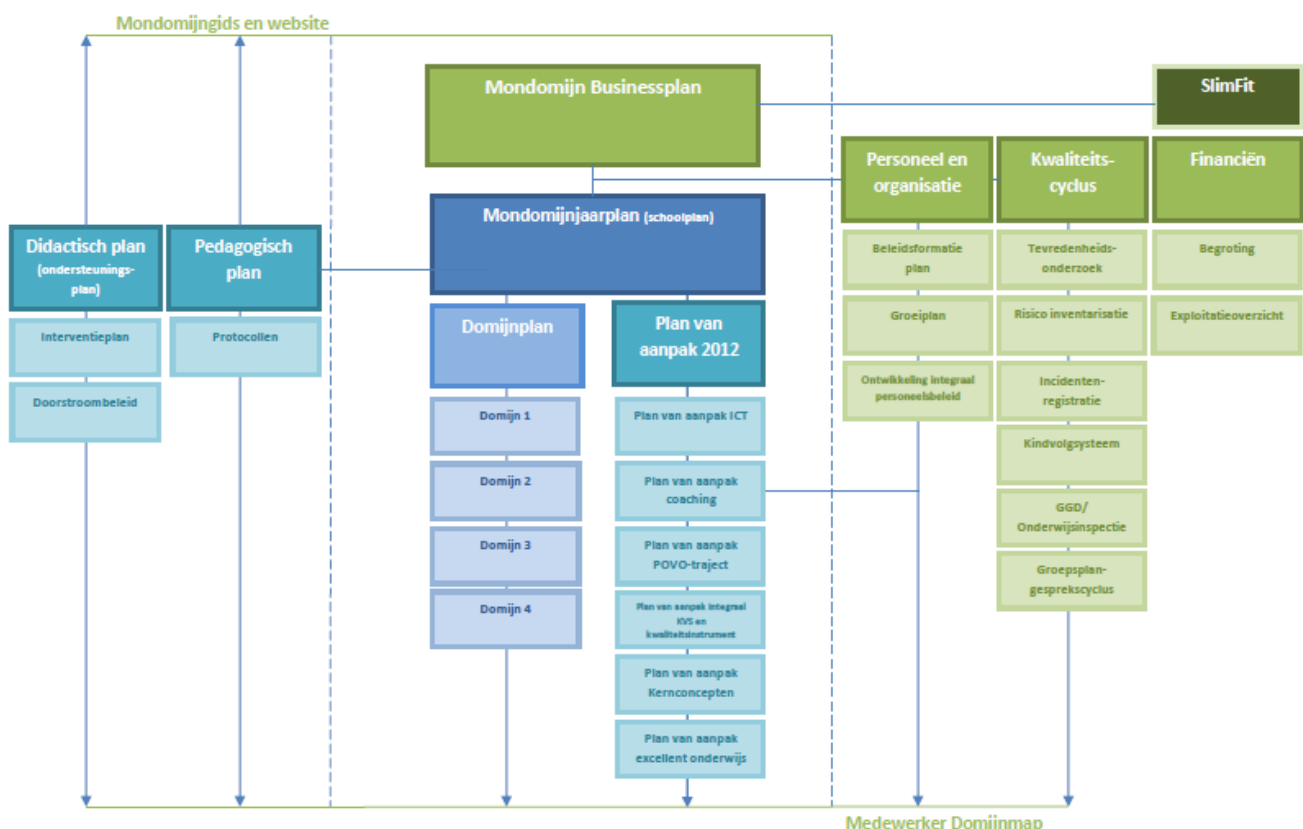 Mondomijngids en website
Mondomijn Businessplan
SlimFit
Personeel en
organisatie
Kwaliteits-
cyclus
Financiën
Mondomijnjaarplan (schoolplan)
Didactisch plan
(ondersteunings-
plan)
Pedagogisch
plan
Beleidsformatie
plan
Tevredenheids-
onderzoek
Begroting
Interventieplan
Protocollen
Domijnplan
Plan van
aanpak 2012
Groeiplan
Risico inventarisatie
Exploitatieoverzicht
Doorstroombeleid
Ontwikkeling integraal
personeelsbeleid
Incidenten-
registratie
Domijn 1
Plan van aanpak ICT
Kindvolgsysteem
Domijn 2
Plan van aanpak
coaching
GGD/
Onderwijsinspectie
Domijn 3
Plan van aanpak
POVO-traject
Groepsplan-
gesprekscyclus
Domijn 4
Plan van aanpak integraal
KVS en
kwaliteitsinstrument
Plan van aanpak
Kernconcepten
Plan van aanpak
excellent onderwijs
Medewerker Domijnmap